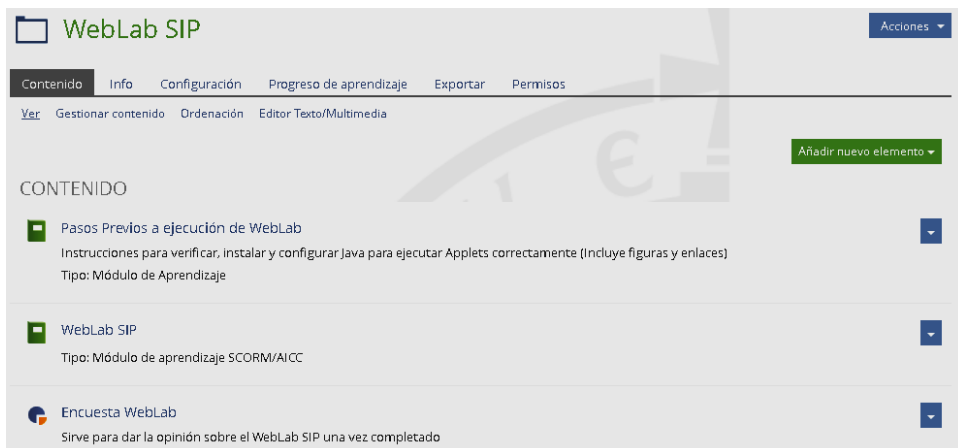 WebLab SIP
Acciones
Contenido Info Configuración Progreso de aprendizaje Exportar Permisos
Ver Gestionar contenido Ordenación Editor Texto/Multimedia
Añadir nuevo elemento
CONTENIDO
Pasos Previos a ejecución de WebLab
Instrucciones para verificar, instalar y configurar Java para ejecutar Applets correctamente (Incluye figuras y enlaces)
Tipo: Módulo de Aprendizaje
WebLab SIP
Tipo: Módulo de aprendizaje SCORM/AICC
Encuesta WebLab
Sirve para dar la opinión sobre el WebLab SIP una vez completado